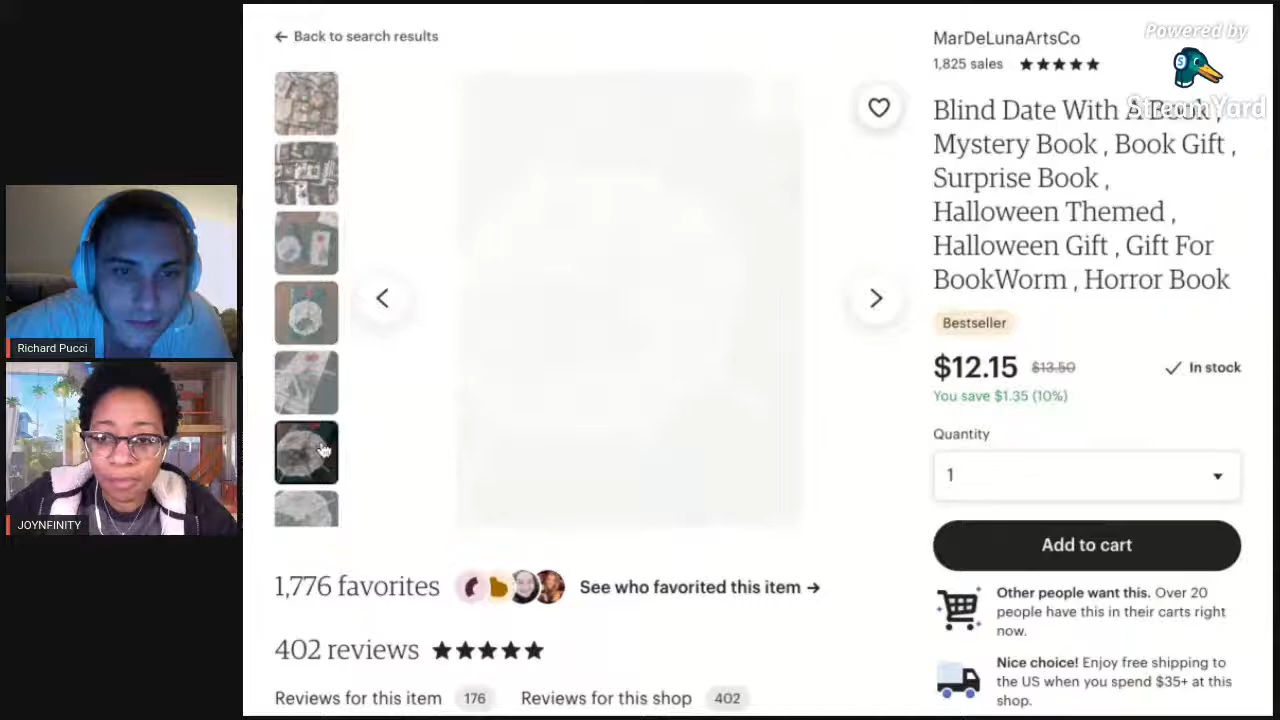 ← Back to search results
MarDeLunaArtsCo
1,825 sales
Powered by
StreamYard
Blind Date With A Book ,
Mystery Book , Book Gift ,
Surprise Book ,
Halloween Themed ,
Halloween Gift , Gift For
BookWorm , Horror Book
Bestseller
$12.15 $13.50 In stock
You save $1.35 (10%)
Quantity
1
Add to cart
Other people want this. Over 20
people have this in their carts right
now.
Nice choice! Enjoy free shipping to
the US when you spend $35+ at this
shop.
1,776 favorites See who favorited this item →
402 reviews
Reviews for this item 176 Reviews for this shop 402
Richard Pucci
JOYNFINITY